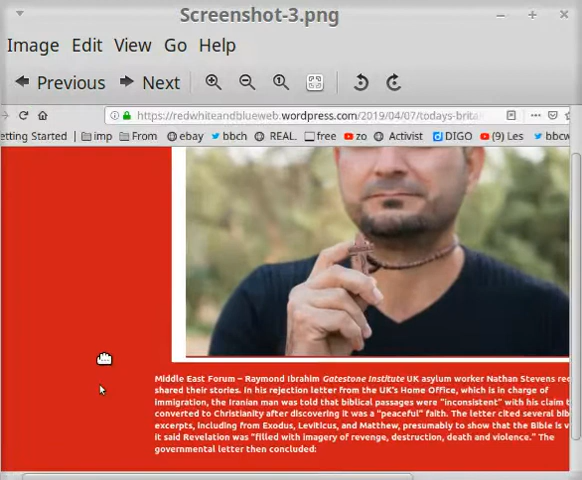 Screenshot-3.png
Image Edit View Go Help
Previous Next
https://redwhiteandblueweb.wordpress.com/2019/04/07/todays-brita
etting Started imp From ebay bbch REAL. free zo Activist DIGO (9) Les bbcw
Middle East Forum – Raymond Ibrahim Gatestone Institute UK asylum worker Nathan Stevens rec
shared their stories. In his rejection letter from the UK's Home Office, which is in charge of
immigration, the Iranian man was told that biblical passages were "inconsistent" with his claim t
converted to Christianity after discovering it was a "peaceful" faith. The letter cited several bib
excerpts, including from Exodus, Leviticus, and Matthew, presumably to show that the Bible is v
it said Revelation was "filled with imagery of revenge, destruction, death and violence." The
governmental letter then concluded: